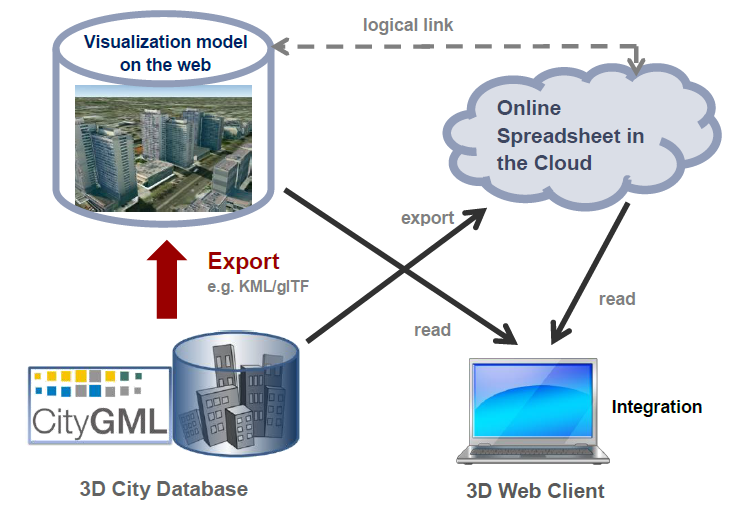 logical link
Visualization model
on the web
Online
Spreadsheet in
the Cloud
export
Export
e.g. KML/glTF
read
read
CityGML
Integration
3D City Database
3D Web Client